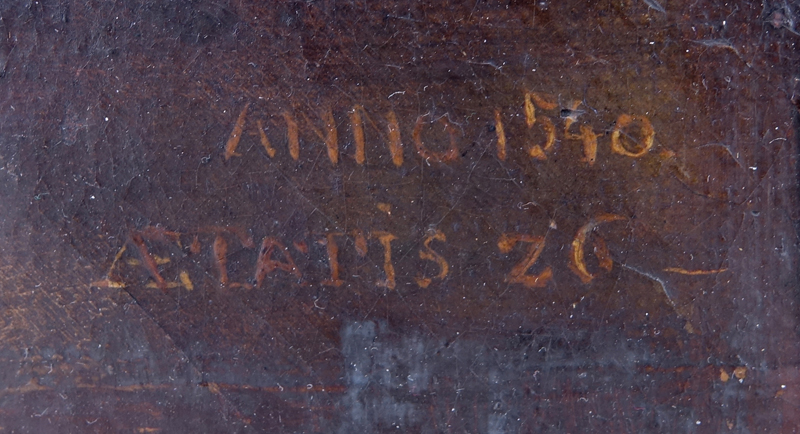 ANNO 1540.
ÆTATIS 26 —